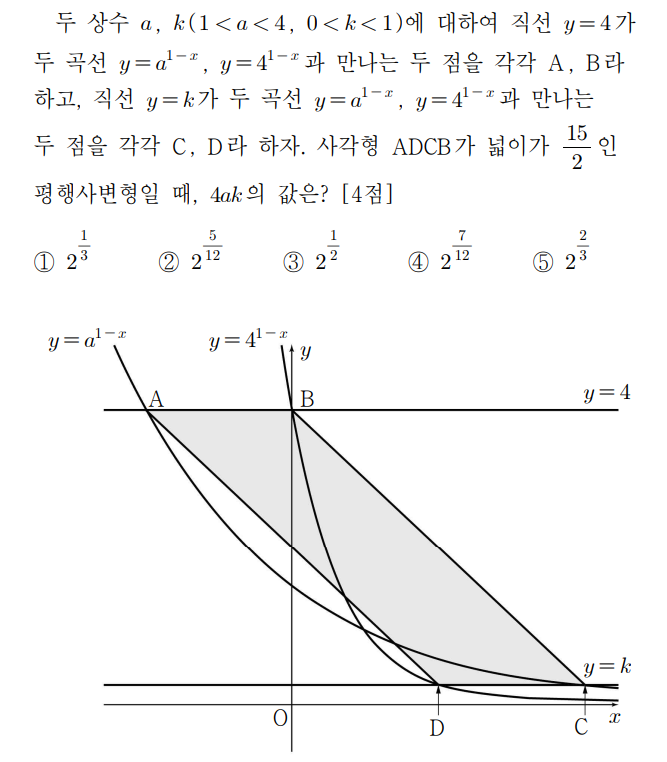 두 상수 a, k(1<a<4, 0<k<1)에 대하여 직선 y=4가
두 곡선 y=a^{1-x}, y=4^{1-x}과 만나는 두 점을 각각 A, B라
하고, 직선 y=k가 두 곡선 y=a^{1-x}, y=4^{1-x}과 만나는
두 점을 각각 C, D라 하자. 사각형 ADCB가 넓이가 \frac{15}{2}인
평행사변형일 때, 4ak의 값은? [4점]
① 2^{\frac{1}{3}} ② 2^{\frac{5}{12}} ③ 2^{\frac{1}{2}} ④ 2^{\frac{7}{12}} ⑤ 2^{\frac{2}{3}}
y=a^{1-x} y=4^{1-x} y
A B y=4
y=k
O D C x